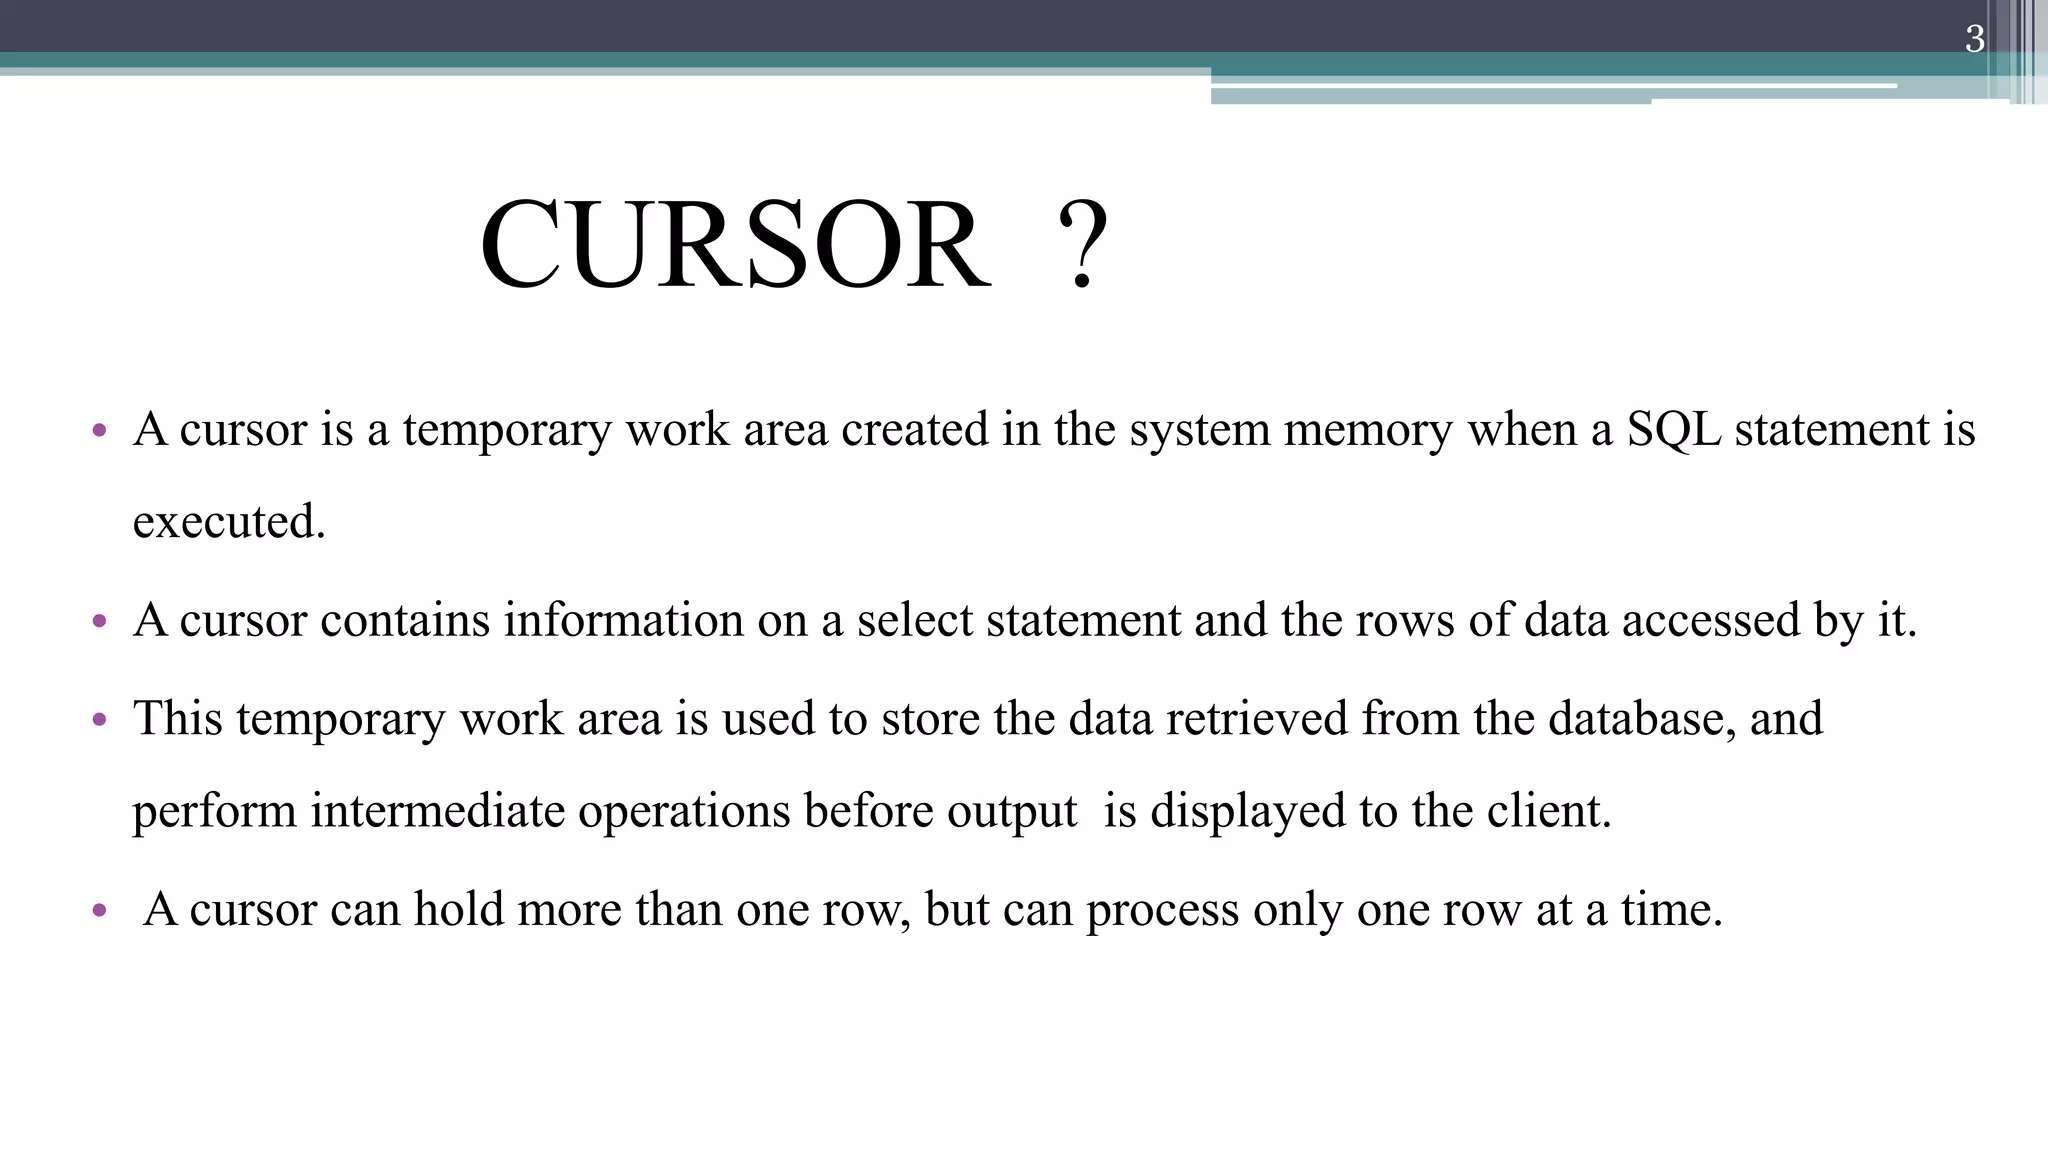 3
CURSOR ?
• A cursor is a temporary work area created in the system memory when a SQL statement is
executed.
• A cursor contains information on a select statement and the rows of data accessed by it.
• This temporary work area is used to store the data retrieved from the database, and
perform intermediate operations before output  is displayed to the client.
• A cursor can hold more than one row, but can process only one row at a time.